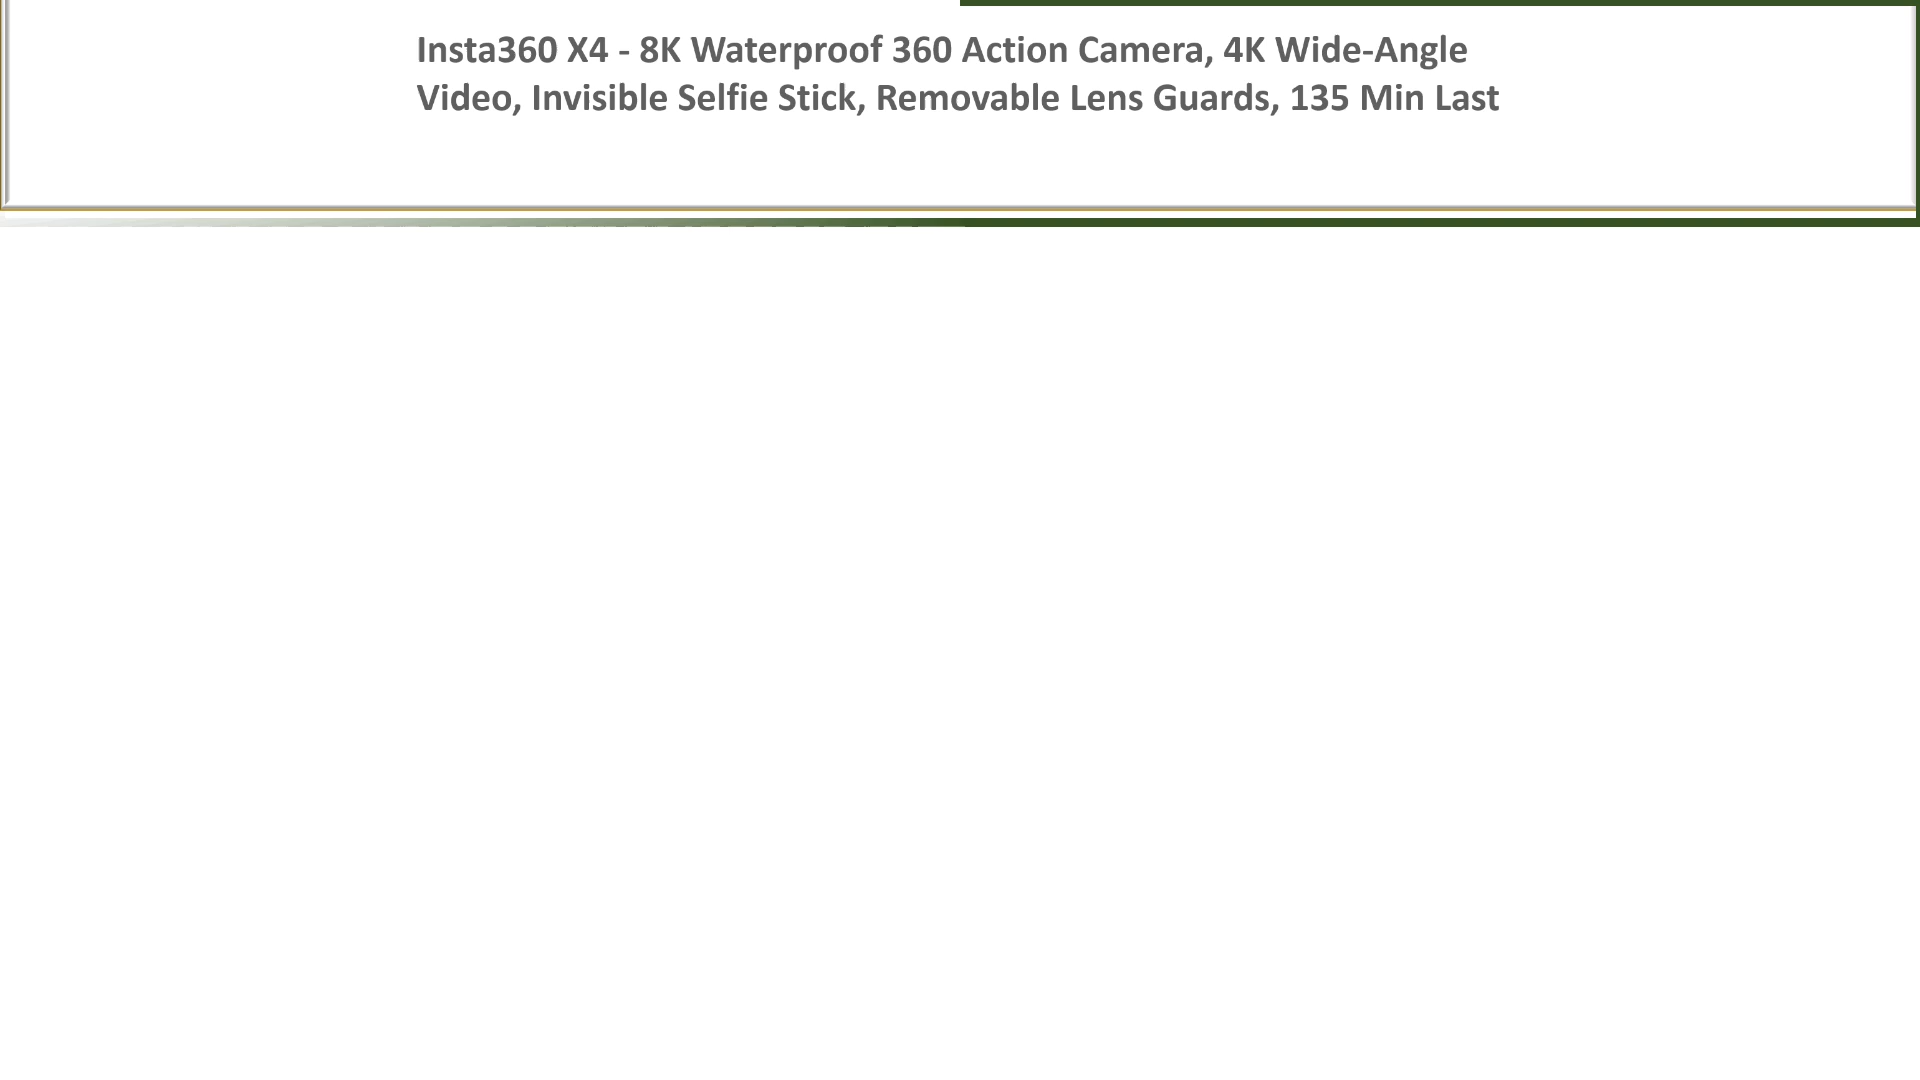 Insta360 X4 - 8K Waterproof 360 Action Camera, 4K Wide-Angle
Video, Invisible Selfie Stick, Removable Lens Guards, 135 Min Last